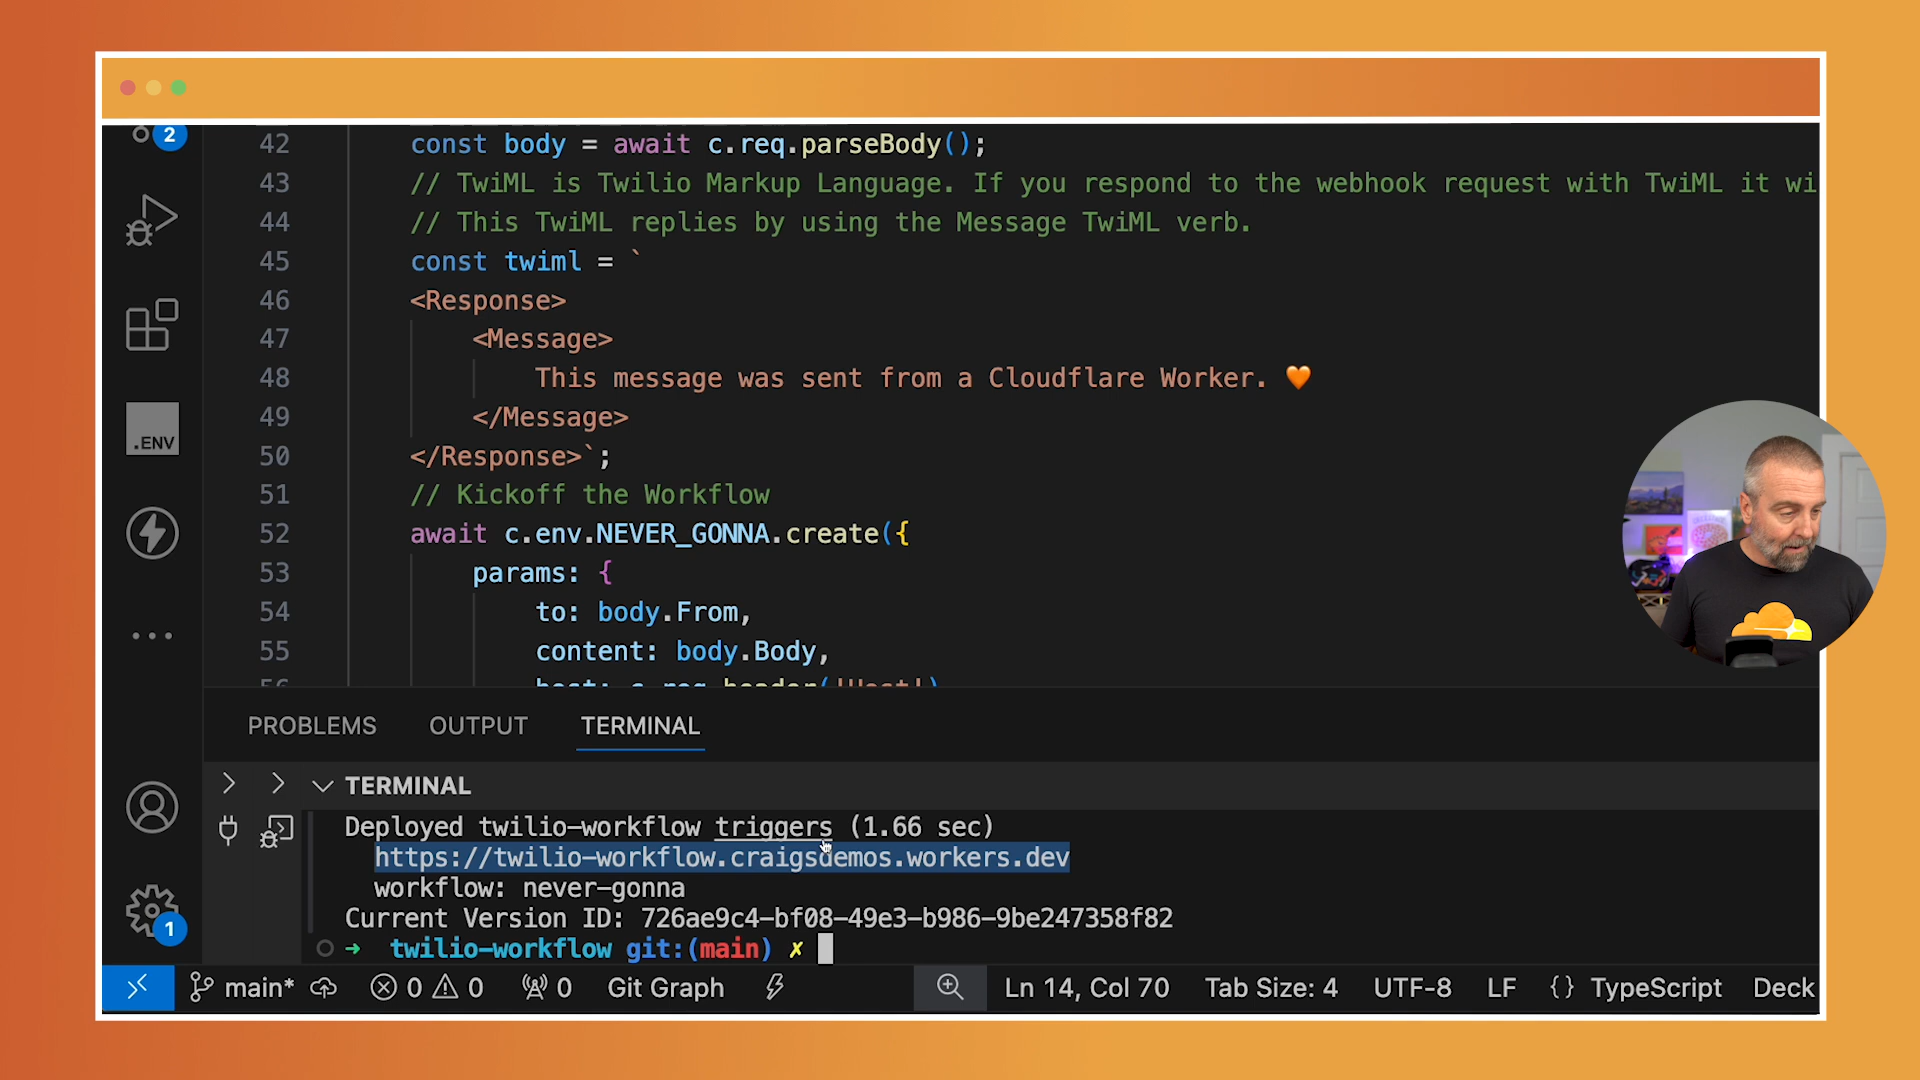 2
42 const body = await c.req.parseBody();
43 // TwiML is Twilio Markup Language. If you respond to the webhook request with TwiML it wi
44 // This TwiML replies by using the Message TwiML verb.
45 const twiml = `
46 <Response>
47 <Message>
48 This message was sent from a Cloudflare Worker. 🧡
49 </Message>
50 </Response>`;
51 // Kickoff the Workflow
52 await c.env.NEVER_GONNA.create({
53 params: {
54 to: body.From,
55 content: body.Body,
56 host: c.req.header('Host')
.ENV
PROBLEMS OUTPUT TERMINAL
TERMINAL
Deployed twilio-workflow triggers (1.66 sec)
https://twilio-workflow.craigsdemos.workers.dev
workflow: never-gonna
Current Version ID: 726ae9c4-bf08-49e3-b986-9be247358f82
➜ twilio-workflow git:(main) ✗
1
main* 0 0 0 Git Graph Ln 14, Col 70 Tab Size: 4 UTF-8 LF {} TypeScript Deck